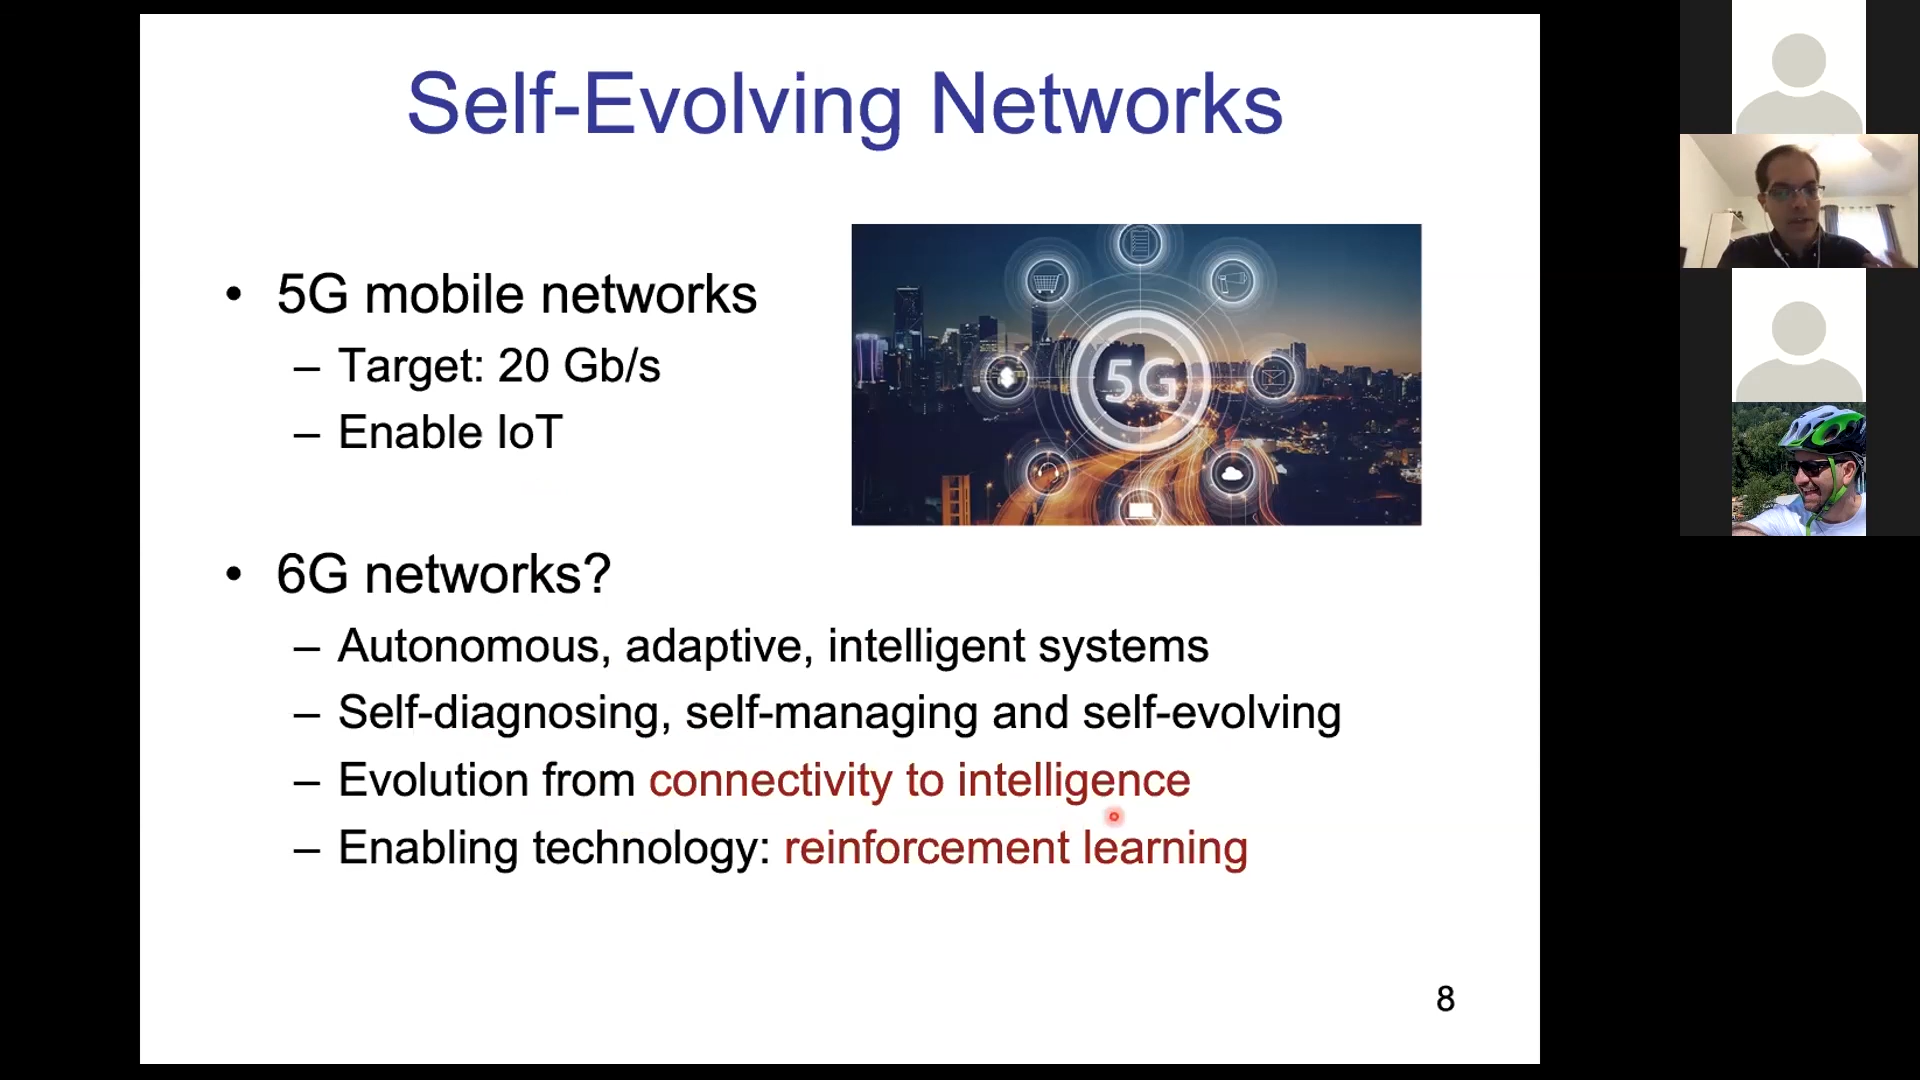 Self-Evolving Networks
• 5G mobile networks
– Target: 20 Gb/s
– Enable IoT
5G
• 6G networks?
– Autonomous, adaptive, intelligent systems
– Self-diagnosing, self-managing and self-evolving
– Evolution from connectivity to intelligence
– Enabling technology: reinforcement learning
8